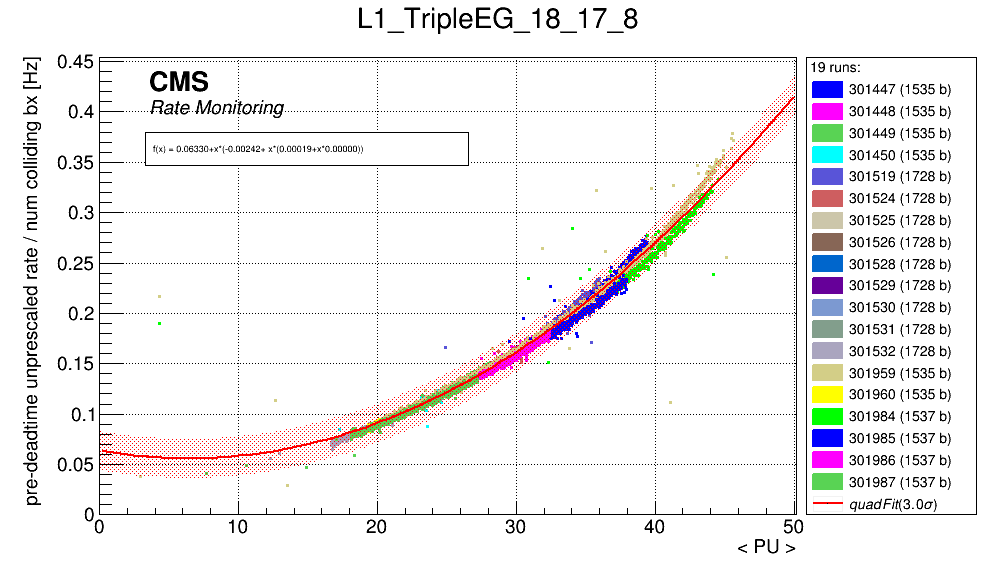 L1_TripleEG_18_17_8
pre-deadtime unprescaled rate / num colliding bx [Hz]
0.45
0.4
0.35
0.3
0.25
0.2
0.15
0.1
0.05
0
CMS
Rate Monitoring
f(x) = 0.06330+x*(-0.00242+ x*(0.00019+x*0.00000))
0 10 20 30 40 50
< PU >
19 runs:
301447 (1535 b)
301448 (1535 b)
301449 (1535 b)
301450 (1535 b)
301519 (1728 b)
301524 (1728 b)
301525 (1728 b)
301526 (1728 b)
301528 (1728 b)
301529 (1728 b)
301530 (1728 b)
301531 (1728 b)
301532 (1728 b)
301959 (1535 b)
301960 (1535 b)
301984 (1537 b)
301985 (1537 b)
301986 (1537 b)
301987 (1537 b)
quadFit(3.0σ)